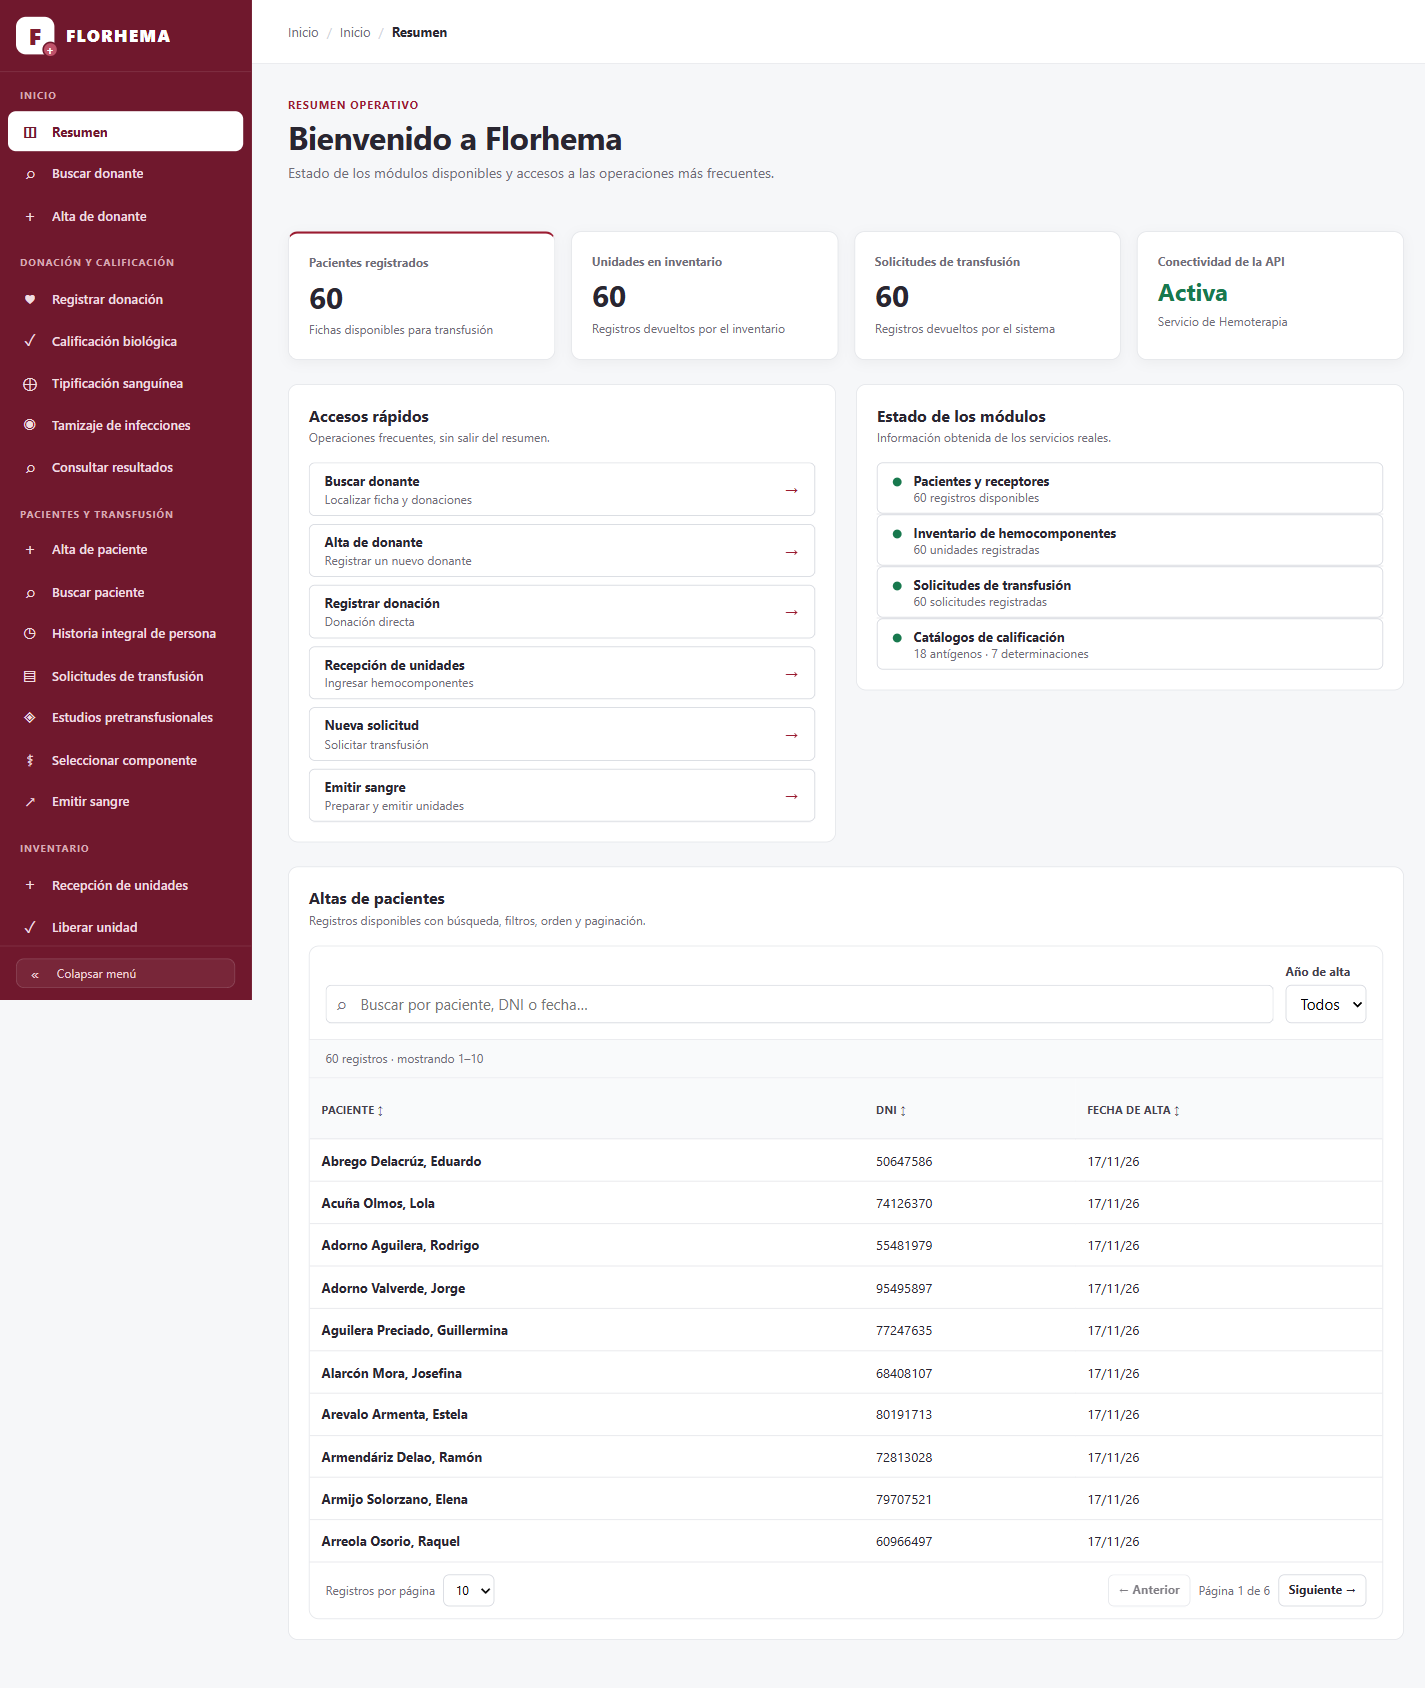 F
FLORHEMA
INICIO
Resumen
Buscar donante
Alta de donante
DONACIÓN Y CALIFICACIÓN
Registrar donación
Calificación biológica
Tipificación sanguínea
Tamizaje de infecciones
Consultar resultados
PACIENTES Y TRANSFUSIÓN
Alta de paciente
Buscar paciente
Historia integral de persona
Solicitudes de transfusión
Estudios pretransfusionales
Seleccionar componente
Emitir sangre
INVENTARIO
Recepción de unidades
Liberar unidad
« Colapsar menú
Inicio / Inicio / Resumen
RESUMEN OPERATIVO
Bienvenido a Florhema
Estado de los módulos disponibles y accesos a las operaciones más frecuentes.
Pacientes registrados
60
Fichas disponibles para transfusión
Unidades en inventario
60
Registros devueltos por el inventario
Solicitudes de transfusión
60
Registros devueltos por el sistema
Conectividad de la API
Activa
Servicio de Hemoterapia
Accesos rápidos
Operaciones frecuentes, sin salir del resumen.
Buscar donante
Localizar ficha y donaciones →
Alta de donante
Registrar un nuevo donante →
Registrar donación
Donación directa →
Recepción de unidades
Ingresar hemocomponentes →
Nueva solicitud
Solicitar transfusión →
Emitir sangre
Preparar y emitir unidades →
Estado de los módulos
Información obtenida de los servicios reales.
Pacientes y receptores
60 registros disponibles
Inventario de hemocomponentes
60 unidades registradas
Solicitudes de transfusión
60 solicitudes registradas
Catálogos de calificación
18 antígenos · 7 determinaciones
Altas de pacientes
Registros disponibles con búsqueda, filtros, orden y paginación.
Año de alta
Buscar por paciente, DNI o fecha...
Todos
60 registros · mostrando 1–10
PACIENTE ↕ DNI ↕ FECHA DE ALTA ↕
Abrego Delacrúz, Eduardo 50647586 17/11/26
Acuña Olmos, Lola 74126370 17/11/26
Adorno Aguilera, Rodrigo 55481979 17/11/26
Adorno Valverde, Jorge 95495897 17/11/26
Aguilera Preciado, Guillermina 77247635 17/11/26
Alarcón Mora, Josefina 68408107 17/11/26
Arevalo Armenta, Estela 80191713 17/11/26
Armendáriz Delao, Ramón 72813028 17/11/26
Armijo Solorzano, Elena 79707521 17/11/26
Arreola Osorio, Raquel 60966497 17/11/26
Registros por página 10
← Anterior Página 1 de 6 Siguiente →